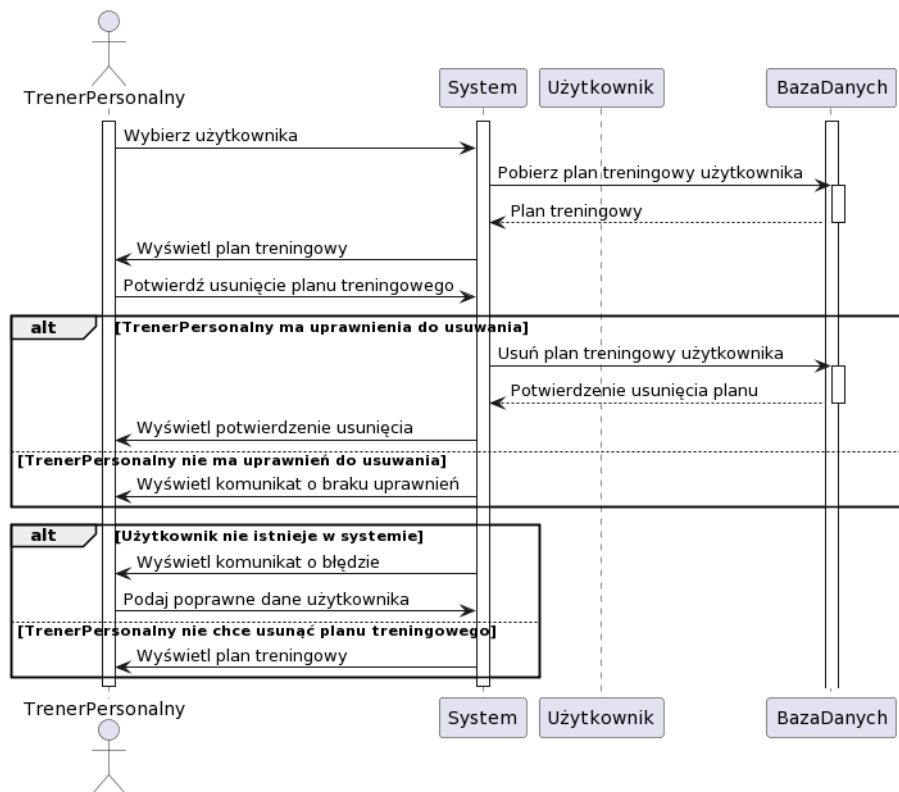 TrenerPersonalny
System
Użytkownik
BazaDanych
Wybierz użytkownika
Pobierz plan treningowy użytkownika
Plan treningowy
Wyświetl plan treningowy
Potwierdź usunięcie planu treningowego
alt [TrenerPersonalny ma uprawnienia do usuwania]
Usuń plan treningowy użytkownika
Potwierdzenie usunięcia planu
Wyświetl potwierdzenie usunięcia
[TrenerPersonalny nie ma uprawnień do usuwania]
Wyświetl komunikat o braku uprawnień
alt [Użytkownik nie istnieje w systemie]
Wyświetl komunikat o błędzie
Podaj poprawne dane użytkownika
[TrenerPersonalny nie chce usunąć planu treningowego]
Wyświetl plan treningowy
TrenerPersonalny
System
Użytkownik
BazaDanych